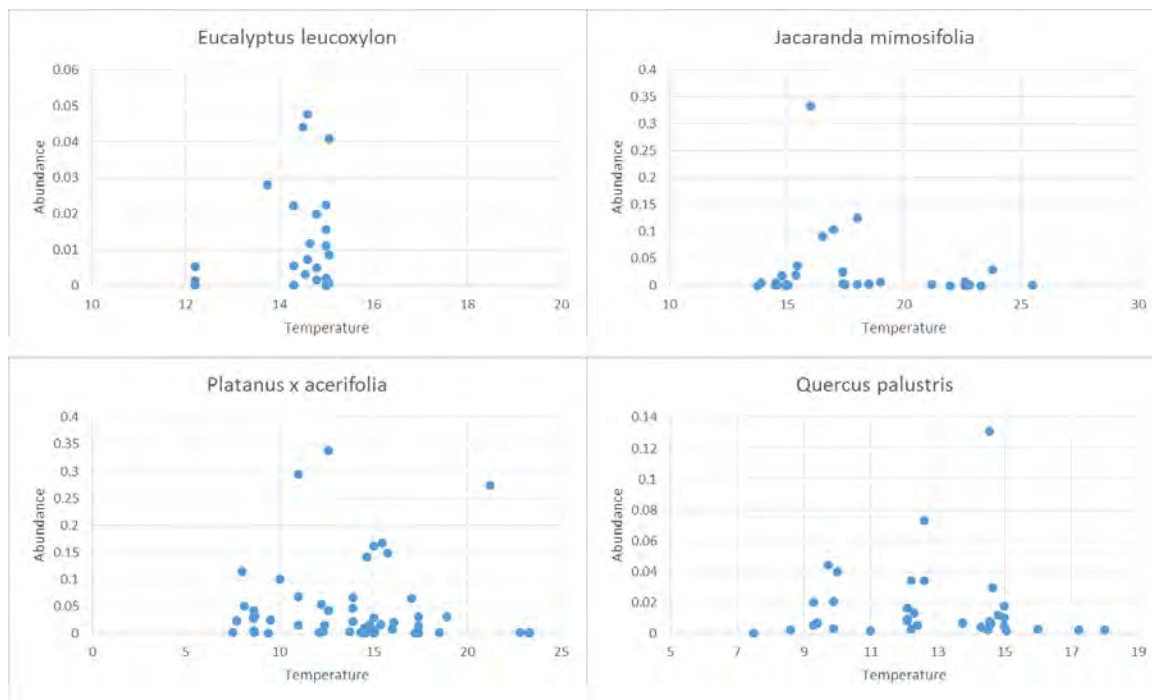 Eucalyptus leucoxylon
0.06
0.05
0.04
0.03
0.02
0.01
0
Abundance
10 12 14 16 18 20
Temperature
Jacaranda mimosifolia
0.4
0.35
0.3
0.25
0.2
0.15
0.1
0.05
0
Abundance
10 15 20 25 30
Temperature
Platanus x acerifolia
0.4
0.35
0.3
0.25
0.2
0.15
0.1
0.05
0
Abundance
0 5 10 15 20 25
Temperature
Quercus palustris
0.14
0.12
0.1
0.08
0.06
0.04
0.02
0
Abundance
5 7 9 11 13 15 17 19
Temperature